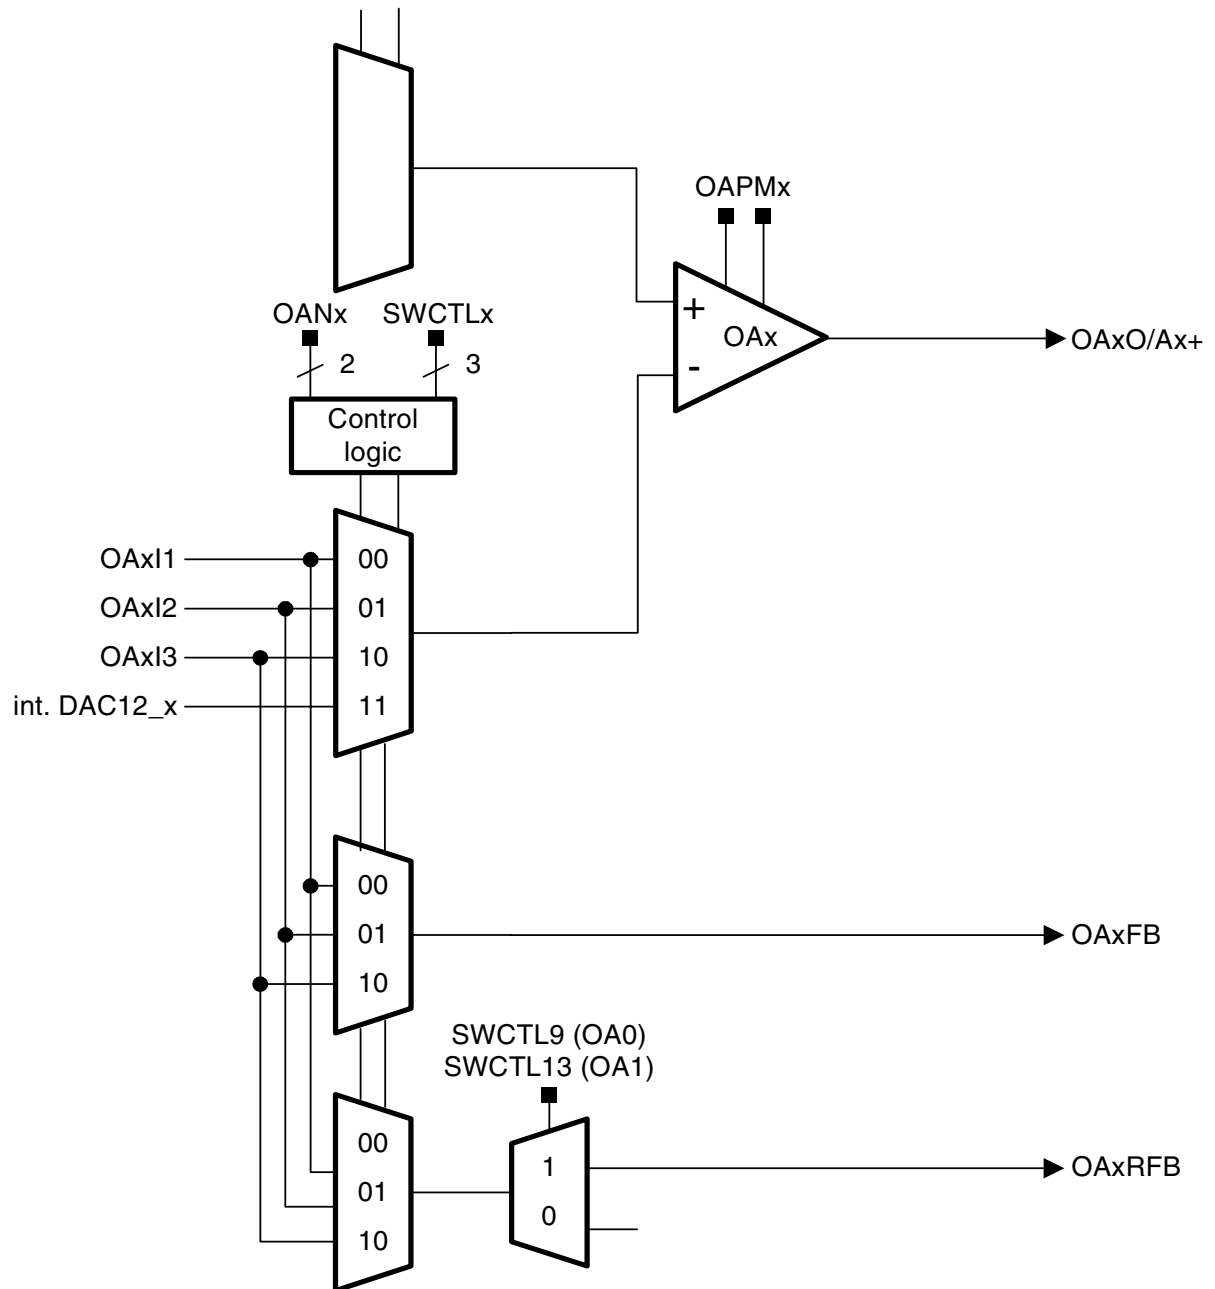 OAPMx
OANx SWCTLx
2 3
+
OAx
-
OAxO/Ax+
Control
logic
OAxI1 00
OAxI2 01
OAxI3 10
int. DAC12_x 11
00
01 OAxFB
10
SWCTL9 (OA0)
SWCTL13 (OA1)
00
01
10
1 OAxRFB
0